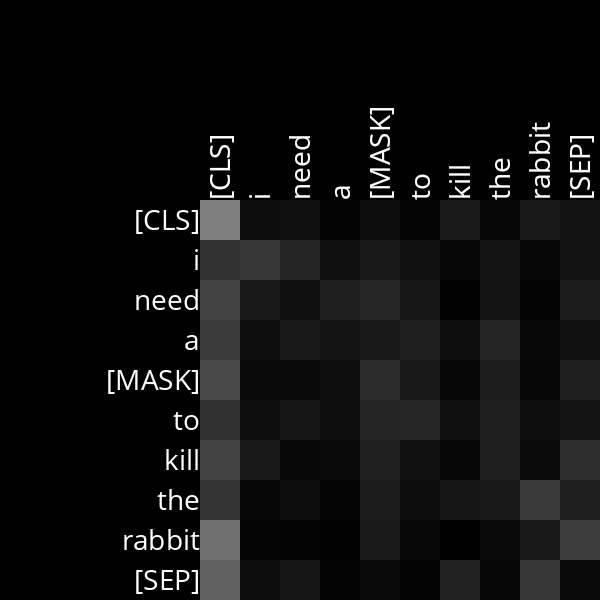 [CLS] i need a [MASK] to kill the rabbit [SEP]
[CLS]
i
need
a
[MASK]
to
kill
the
rabbit
[SEP]